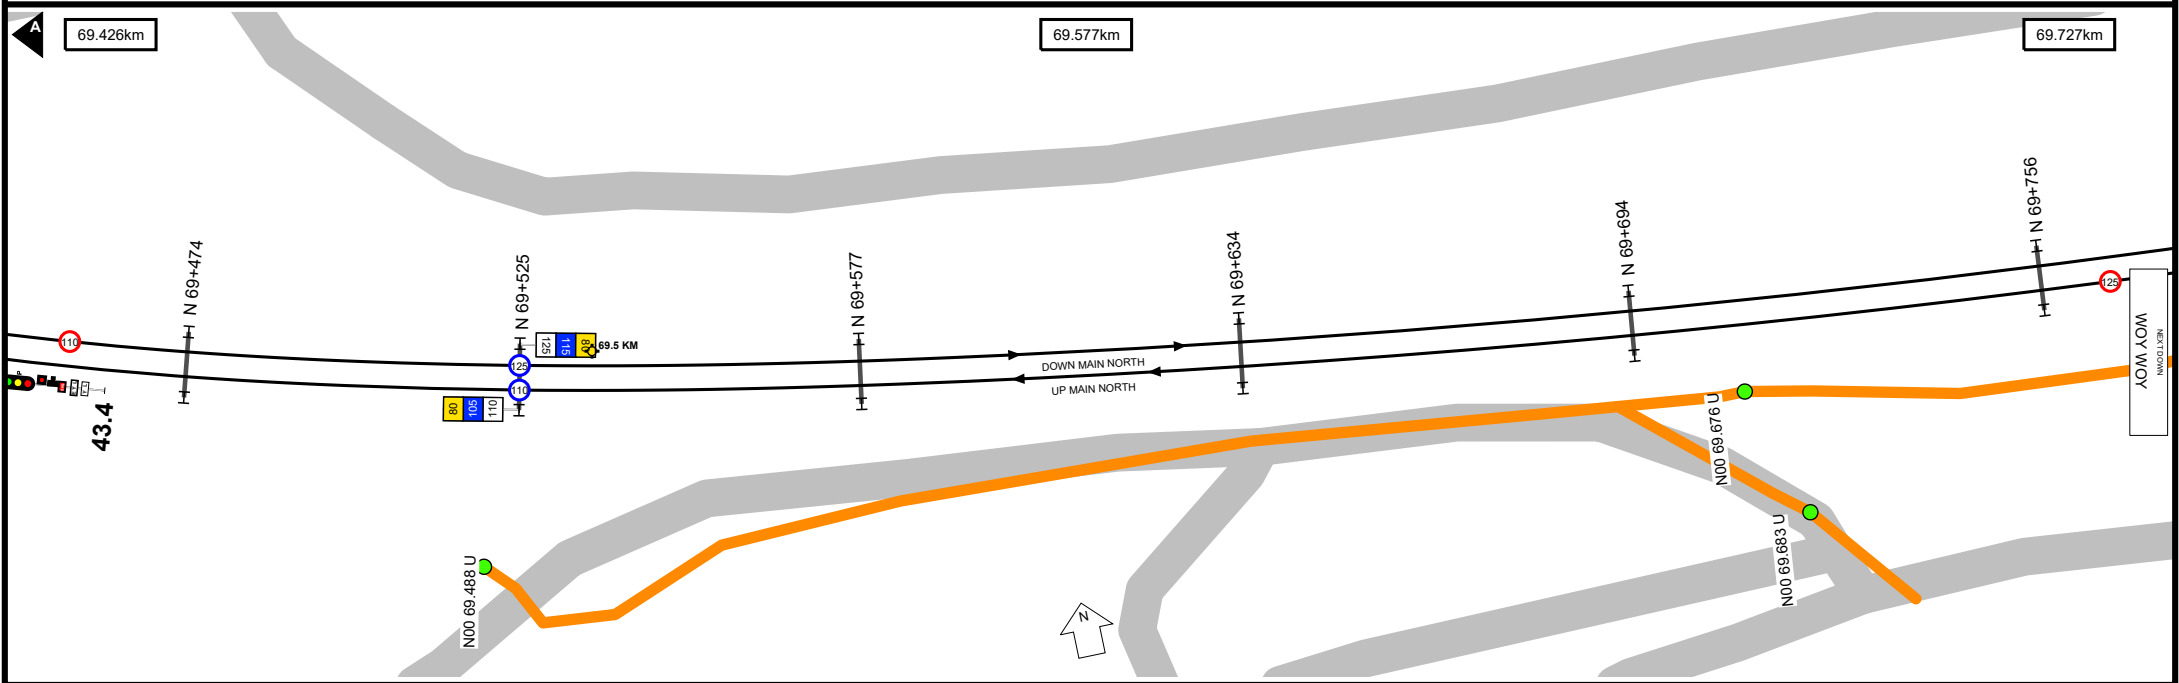 A
69.426km
69.577km
69.727km
N 69+474
N 69+525
N 69+577
N 69+634
N 69+694
N 69+756
110
125
115
80
69.5 KM
125
110
80
105
110
43.4
DOWN MAIN NORTH
UP MAIN NORTH
125
NEXT DOWN
WOY WOY
N00 69.676 U
N00 69.683 U
N00 69.488 U
N